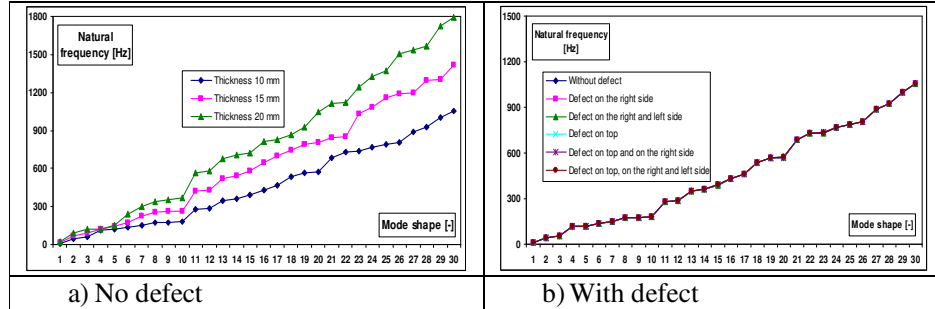 1800
1500
1200
900
600
300
0
Natural
frequency [Hz]
Thickness 10 mm
Thickness 15 mm
Thickness 20 mm
Mode shape [-]
1 2 3 4 5 6 7 8 9 10 11 12 13 14 15 16 17 18 19 20 21 22 23 24 25 26 27 28 29 30
a) No defect
1500
1200
900
600
300
0
Natural frequency
[Hz]
Without defect
Defect on the right side
Defect on the right and left side
Defect on top
Defect on top and on the right side
Defect on top, on the right and left side
Mode shape [-]
1 2 3 4 5 6 7 8 9 10 11 12 13 14 15 16 17 18 19 20 21 22 23 24 25 26 27 28 29 30
b) With defect